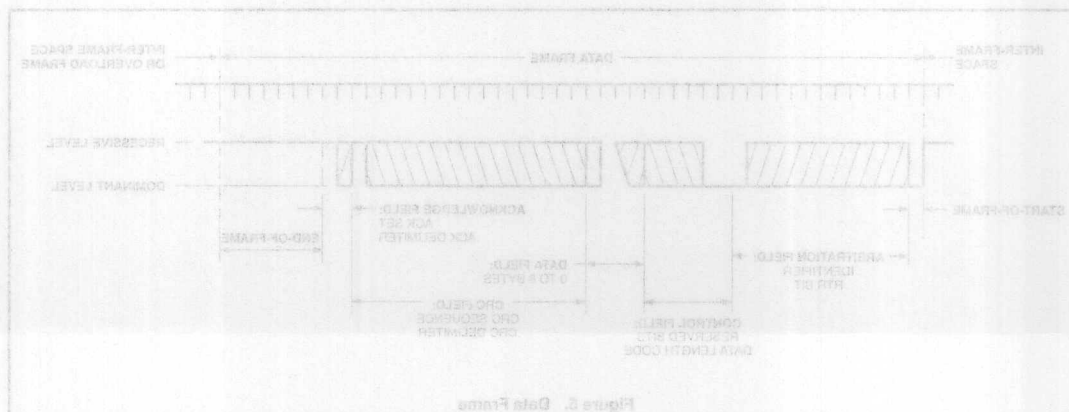 INTER-FRAME
SPACE
DATA FRAME
INTER-FRAME SPACE
OR OVERLOAD FRAME
RECESSIVE LEVEL
DOMINANT LEVEL
START-OF-FRAME
ARBITRATION FIELD:
IDENTIFIER
RTR BIT
CONTROL FIELD:
RESERVED BITS
DATA LENGTH CODE
DATA FIELD:
0 TO 8 BYTES
CRC FIELD:
CRC SEQUENCE
CRC DELIMITER
ACKNOWLEDGE FIELD:
ACK SET
ACK DELIMITER
END-OF-FRAME
Figure 5. Data Frame